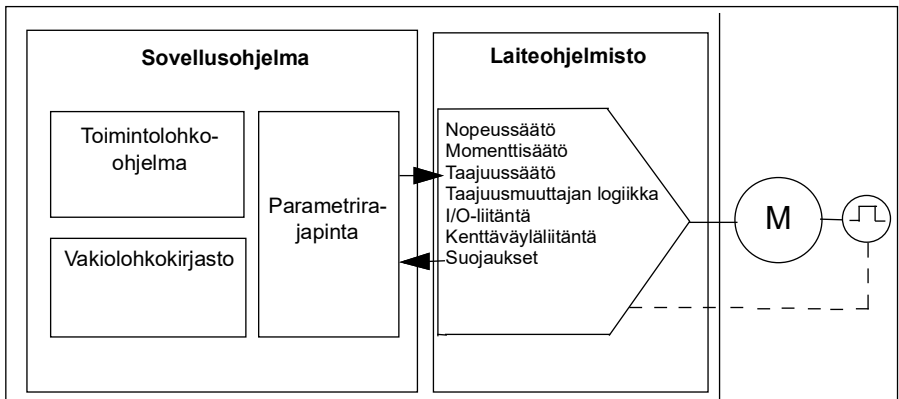 Sovellusohjelma
Toimintolohko-
ohjelma
Vakiolohkokirjasto
Parametrira-
japinta
Laiteohjelmisto
Nopeussäätö
Momenttisäätö
Taajuussäätö
Taajuusmuuttajan logiikka
I/O-liitäntä
Kenttäväyläliitäntä
Suojaukset
M